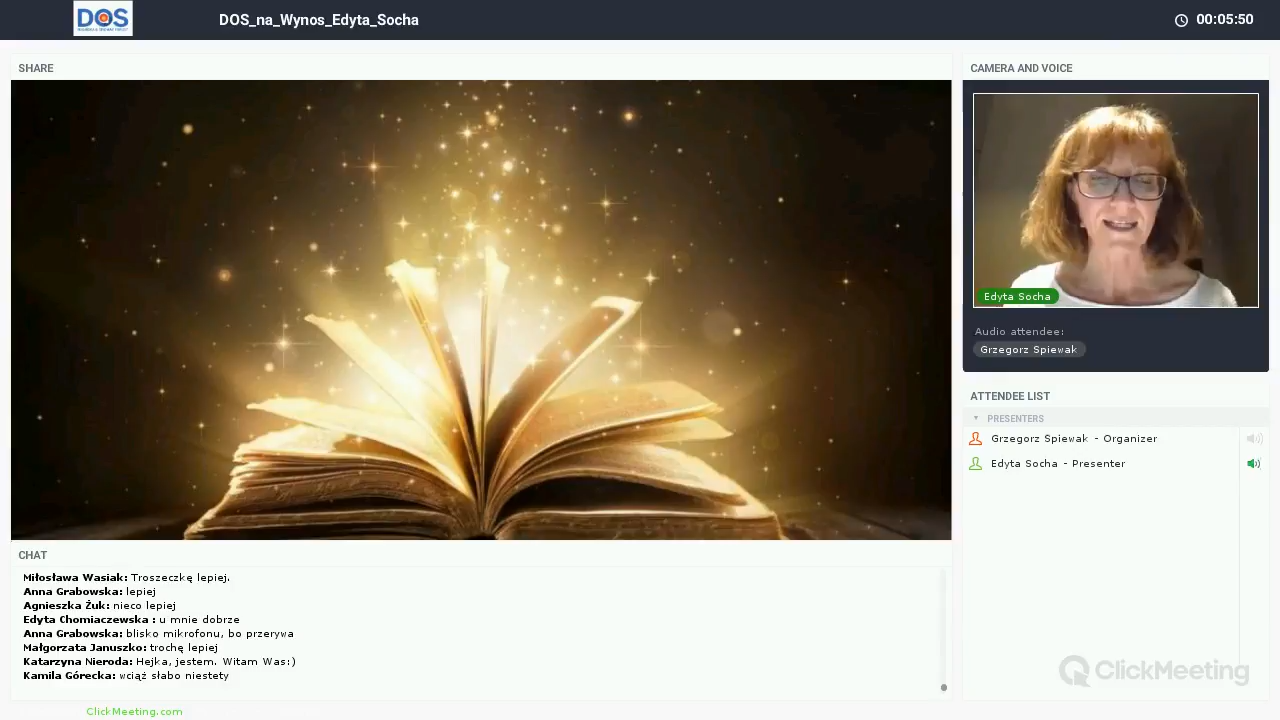 DOS
DOS_na_Wynos_Edyta_Socha
00:05:50
SHARE
CAMERA AND VOICE
Edyta Socha
Audio attendee:
Grzegorz Spiewak
ATTENDEE LIST
PRESENTERS
Grzegorz Spiewak - Organizer
Edyta Socha - Presenter
CHAT
Miłosława Wasiak: Troszeczkę lepiej.
Anna Grabowska: lepiej
Agnieszka Żuk: nieco lepiej
Edyta Chomiaczewska : u mnie dobrze
Anna Grabowska: blisko mikrofonu, bo przerywa
Małgorzata Januszko: trochę lepiej
Katarzyna Nieroda: Hejka, jestem. Witam Was:)
Kamila Górecka: wciąż słabo niestety
ClickMeeting
ClickMeeting.com